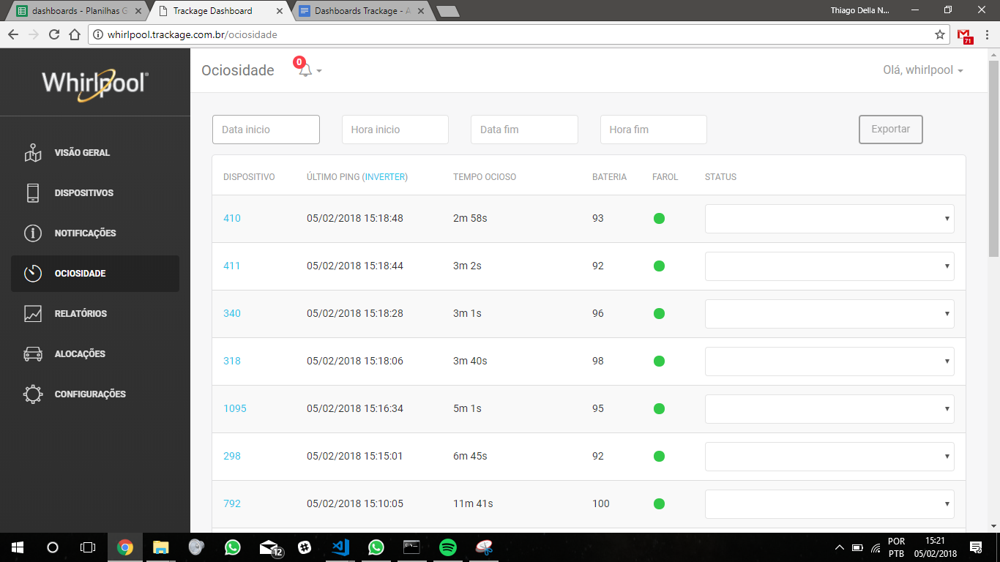 dashboards - Planilhas G
Trackage Dashboard
Dashboards Trackage - A
Thiago Della N...
whirlpool.trackage.com.br/ociosidade
71
Whirlpool
Ociosidade
0
Olá, whirlpool
VISÃO GERAL
DISPOSITIVOS
NOTIFICAÇÕES
OCIOSIDADE
RELATÓRIOS
ALOCAÇÕES
CONFIGURAÇÕES
Data inicio Hora inicio Data fim Hora fim Exportar
DISPOSITIVO ÚLTIMO PING (INVERTER) TEMPO OCIOSO BATERIA FAROL STATUS
410 05/02/2018 15:18:48 2m 58s 93
411 05/02/2018 15:18:44 3m 2s 92
340 05/02/2018 15:18:28 3m 1s 96
318 05/02/2018 15:18:06 3m 40s 98
1095 05/02/2018 15:16:34 5m 1s 95
298 05/02/2018 15:15:01 6m 45s 92
792 05/02/2018 15:10:05 11m 41s 100
12
POR
PTB
15:21
05/02/2018